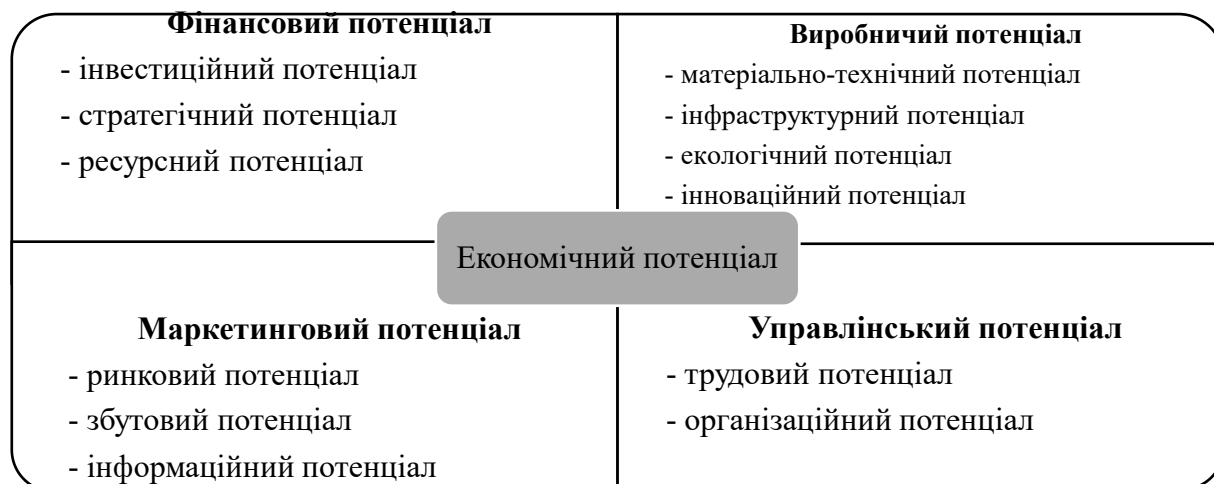 Фінансовий потенціал
- інвестиційний потенціал
- стратегічний потенціал
- ресурсний потенціал
Виробничий потенціал
- матеріально-технічний потенціал
- інфраструктурний потенціал
- екологічний потенціал
- інноваційний потенціал
Економічний потенціал
Маркетинговий потенціал
- ринковий потенціал
- збутовий потенціал
- інформаційний потенціал
Управлінський потенціал
- трудовий потенціал
- організаційний потенціал